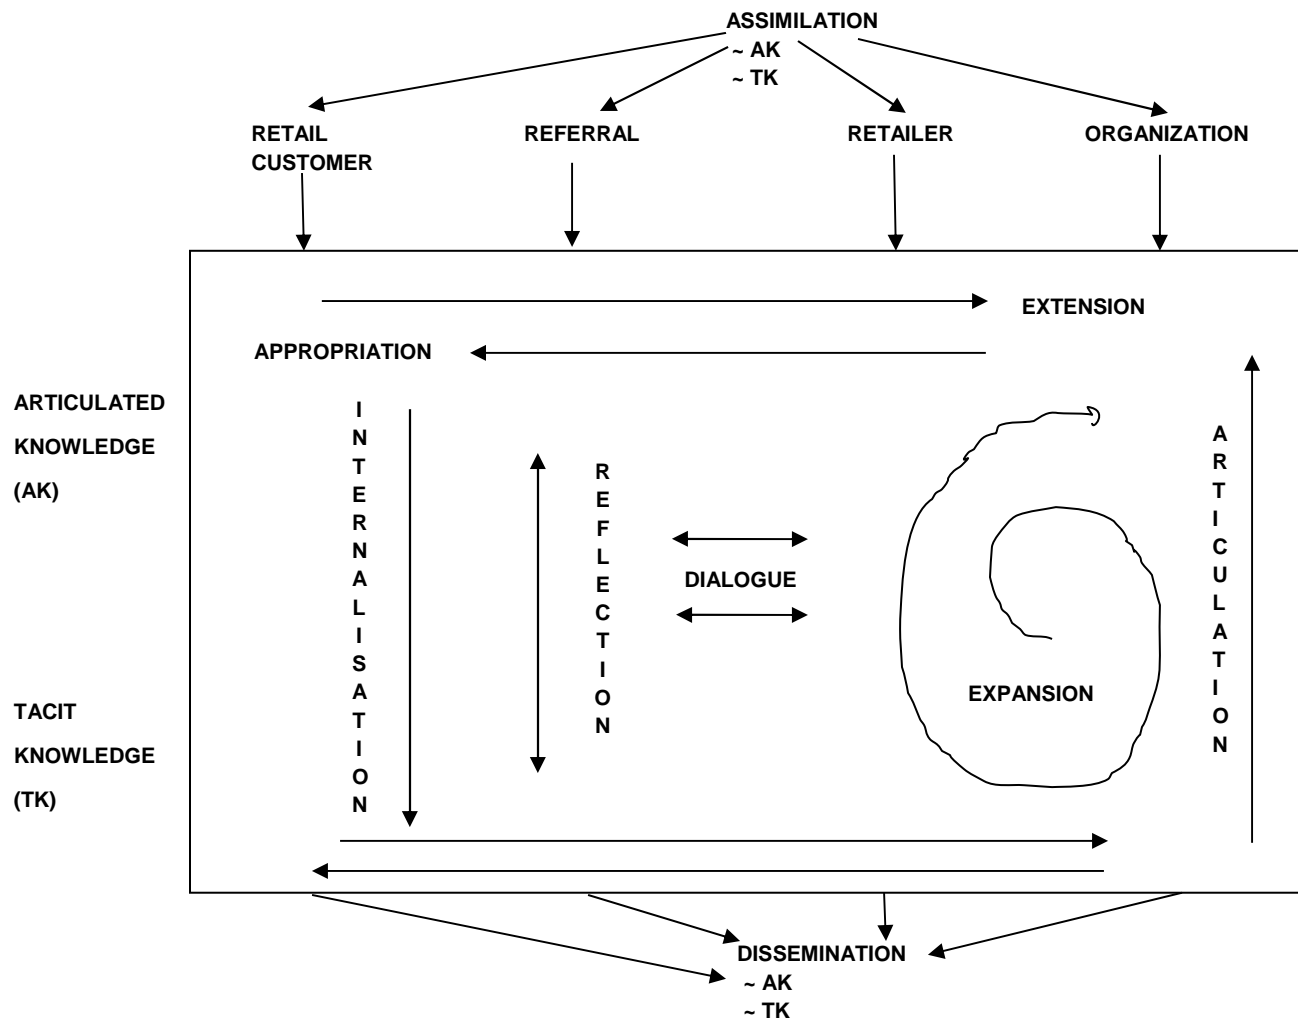 ASSIMILATION
~ AK
~ TK
RETAIL
CUSTOMER
REFERRAL
RETAILER
ORGANIZATION
EXTENSION
APPROPRIATION
ARTICULATED
KNOWLEDGE
(AK)
TACIT
KNOWLEDGE
(TK)
INTERNALISATION
REFLECTION
DIALOGUE
EXPANSION
ARTICULATION
DISSEMINATION
~ AK
~ TK